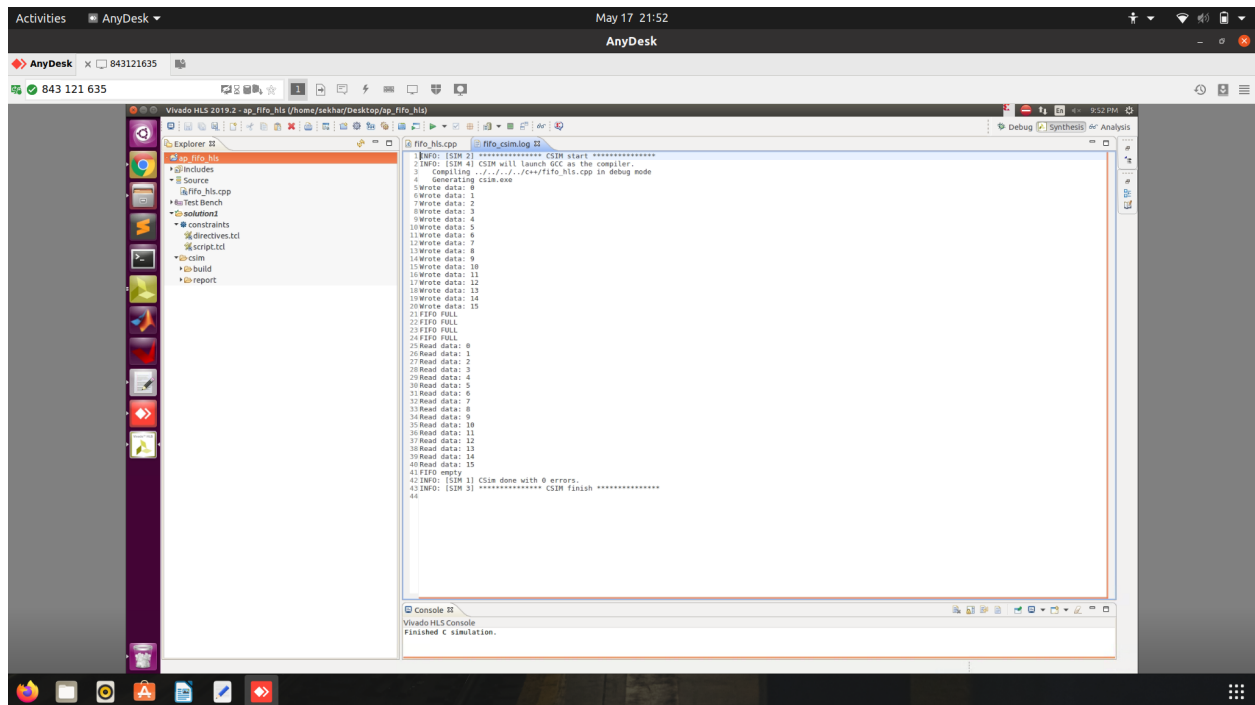 Activities AnyDesk May 17 21:52
AnyDesk
AnyDesk 843121635
843 121 635 1
Vivado HLS 2019.2 - ap_fifo_hls (/home/sekhar/Desktop/ap_fifo_hls) En 9:52 PM
Debug Synthesis Analysis
Explorer
ap_fifo_hls
Includes
Source
fifo_hls.cpp
Test Bench
solution1
constraints
directives.tcl
script.tcl
csim
build
report
fifo_hls.cpp fifo_csim.log
1 INFO: [SIM 2] *************** CSIM start ***************
2 INFO: [SIM 4] CSIM will launch GCC as the compiler.
3 Compiling ../../../../c++/fifo_hls.cpp in debug mode
4 Generating csim.exe
5 Wrote data: 0
6 Wrote data: 1
7 Wrote data: 2
8 Wrote data: 3
9 Wrote data: 4
10 Wrote data: 5
11 Wrote data: 6
12 Wrote data: 7
13 Wrote data: 8
14 Wrote data: 9
15 Wrote data: 10
16 Wrote data: 11
17 Wrote data: 12
18 Wrote data: 13
19 Wrote data: 14
20 Wrote data: 15
21 FIFO FULL
22 FIFO FULL
23 FIFO FULL
24 FIFO FULL
25 Read data: 0
26 Read data: 1
27 Read data: 2
28 Read data: 3
29 Read data: 4
30 Read data: 5
31 Read data: 6
32 Read data: 7
33 Read data: 8
34 Read data: 9
35 Read data: 10
36 Read data: 11
37 Read data: 12
38 Read data: 13
39 Read data: 14
40 Read data: 15
41 FIFO empty
42 INFO: [SIM 1] CSim done with 0 errors.
43 INFO: [SIM 3] *************** CSIM finish ***************
44
Console
Vivado HLS Console
Finished C simulation.